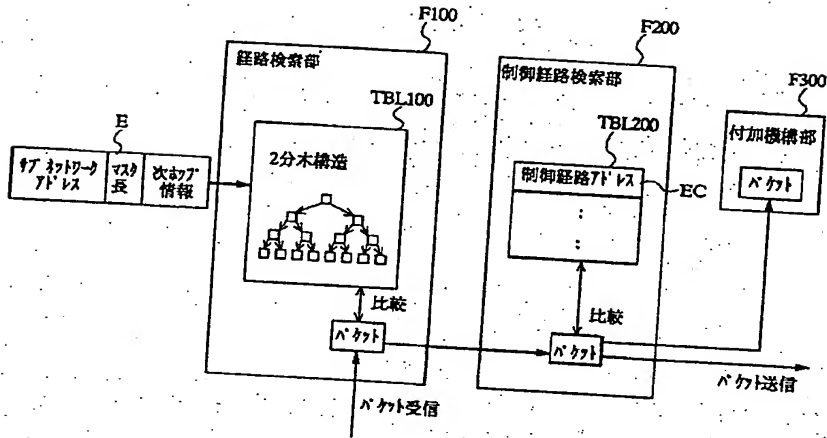 F100
経路検索部
TBL100
2分木構造
E
サブネットワーク
アドレス
マスク
長
次ホップ
情報
比較
パケット
パケット受信
F200
制御経路検索部
TBL200
制御経路アドレス
EC
:
:
比較
パケット
パケット送信
F300
付加機構部
パケット